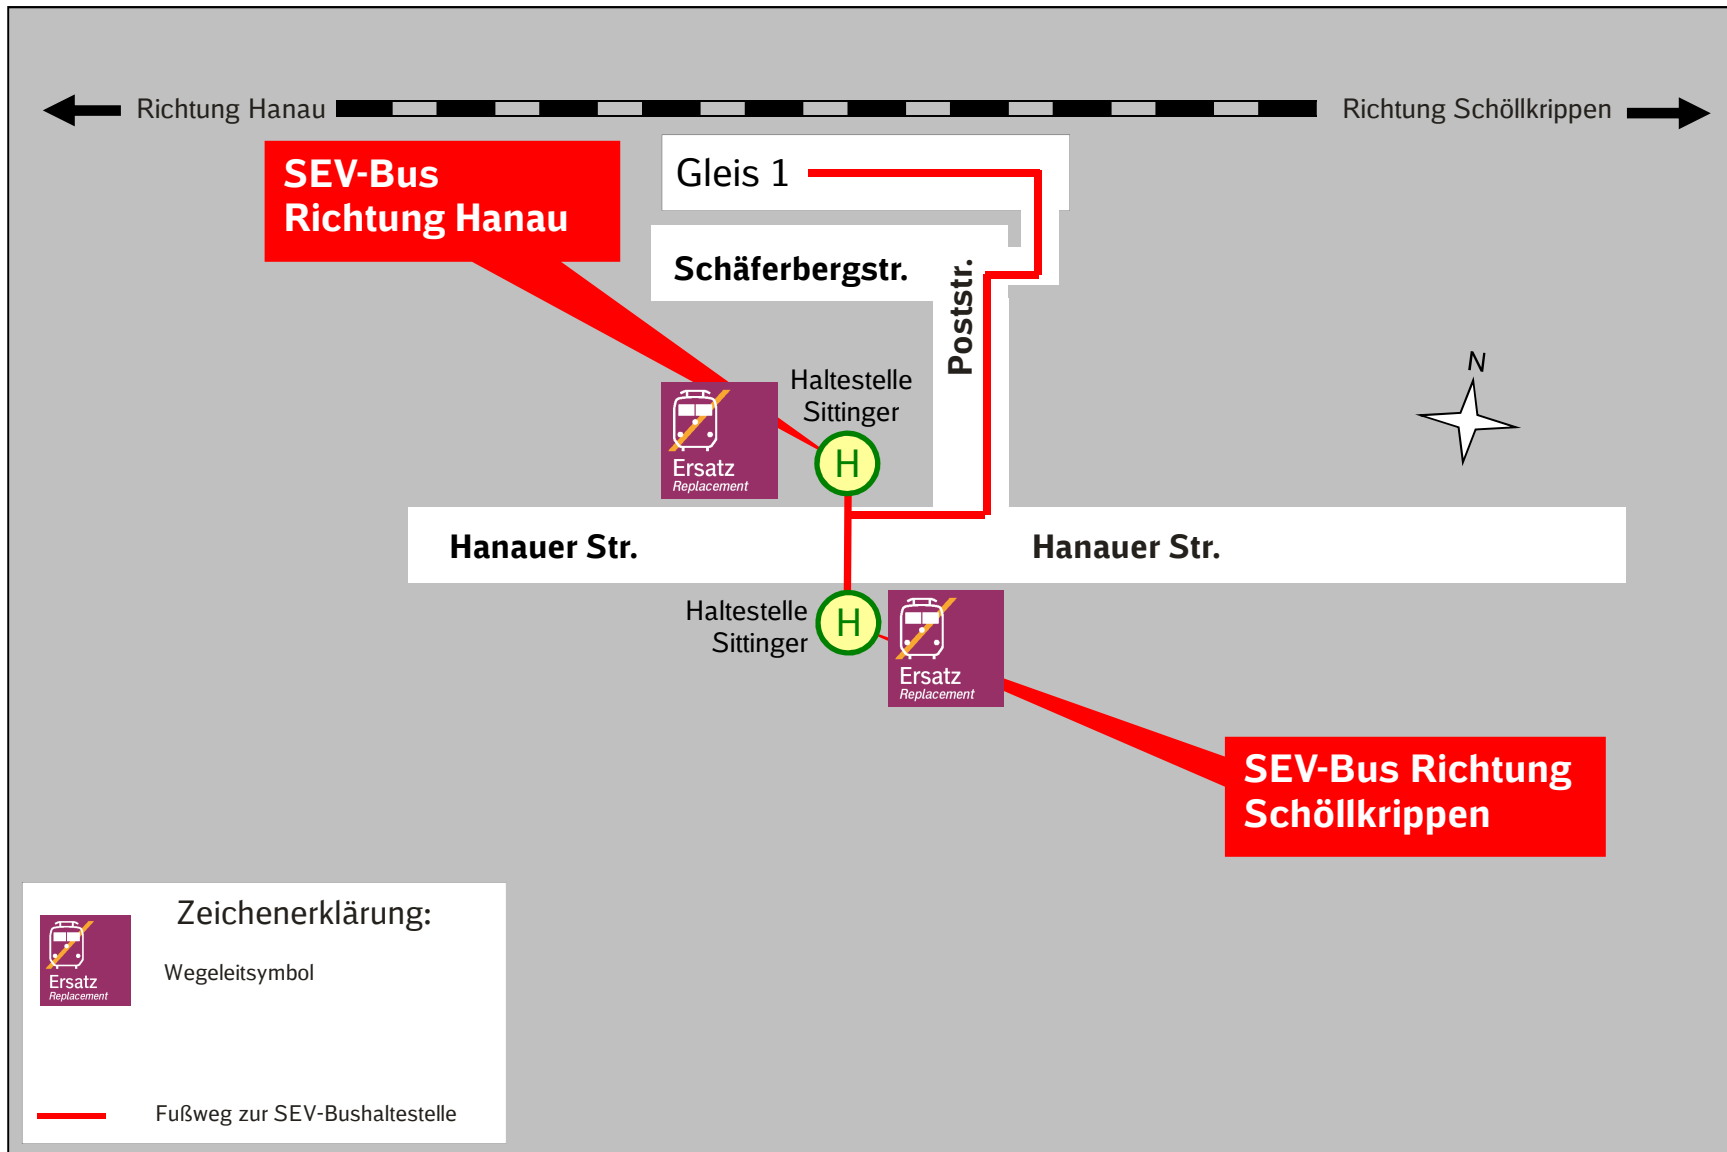 Richtung Hanau
Richtung Schöllkrippen
SEV-Bus
Richtung Hanau
Gleis 1
Schäferbergstr.
Poststr.
N
Haltestelle
Sittinger
H
Ersatz
Replacement
Hanauer Str.
Hanauer Str.
Haltestelle
Sittinger
H
Ersatz
Replacement
SEV-Bus Richtung
Schöllkrippen
Zeichenerklärung:
Ersatz
Replacement
Wegeleitsymbol
Fußweg zur SEV-Bushaltestelle